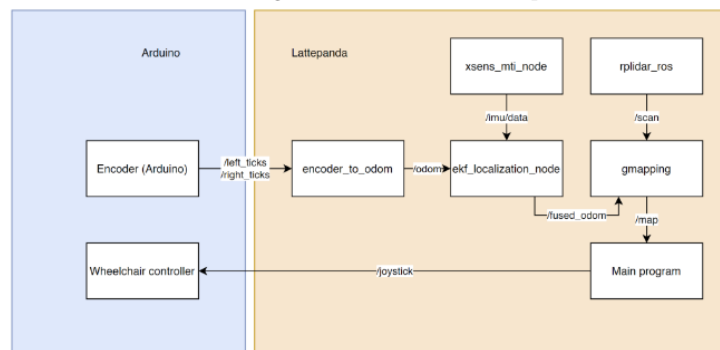 Arduino
Lattepanda
xsens_mti_node
rplidar_ros
/imu/data
/scan
Encoder (Arduino)
/left_ticks
/right_ticks
encoder_to_odom
/odom
ekf_localization_node
gmapping
/fused_odom
/map
Wheelchair controller
/joystick
Main program